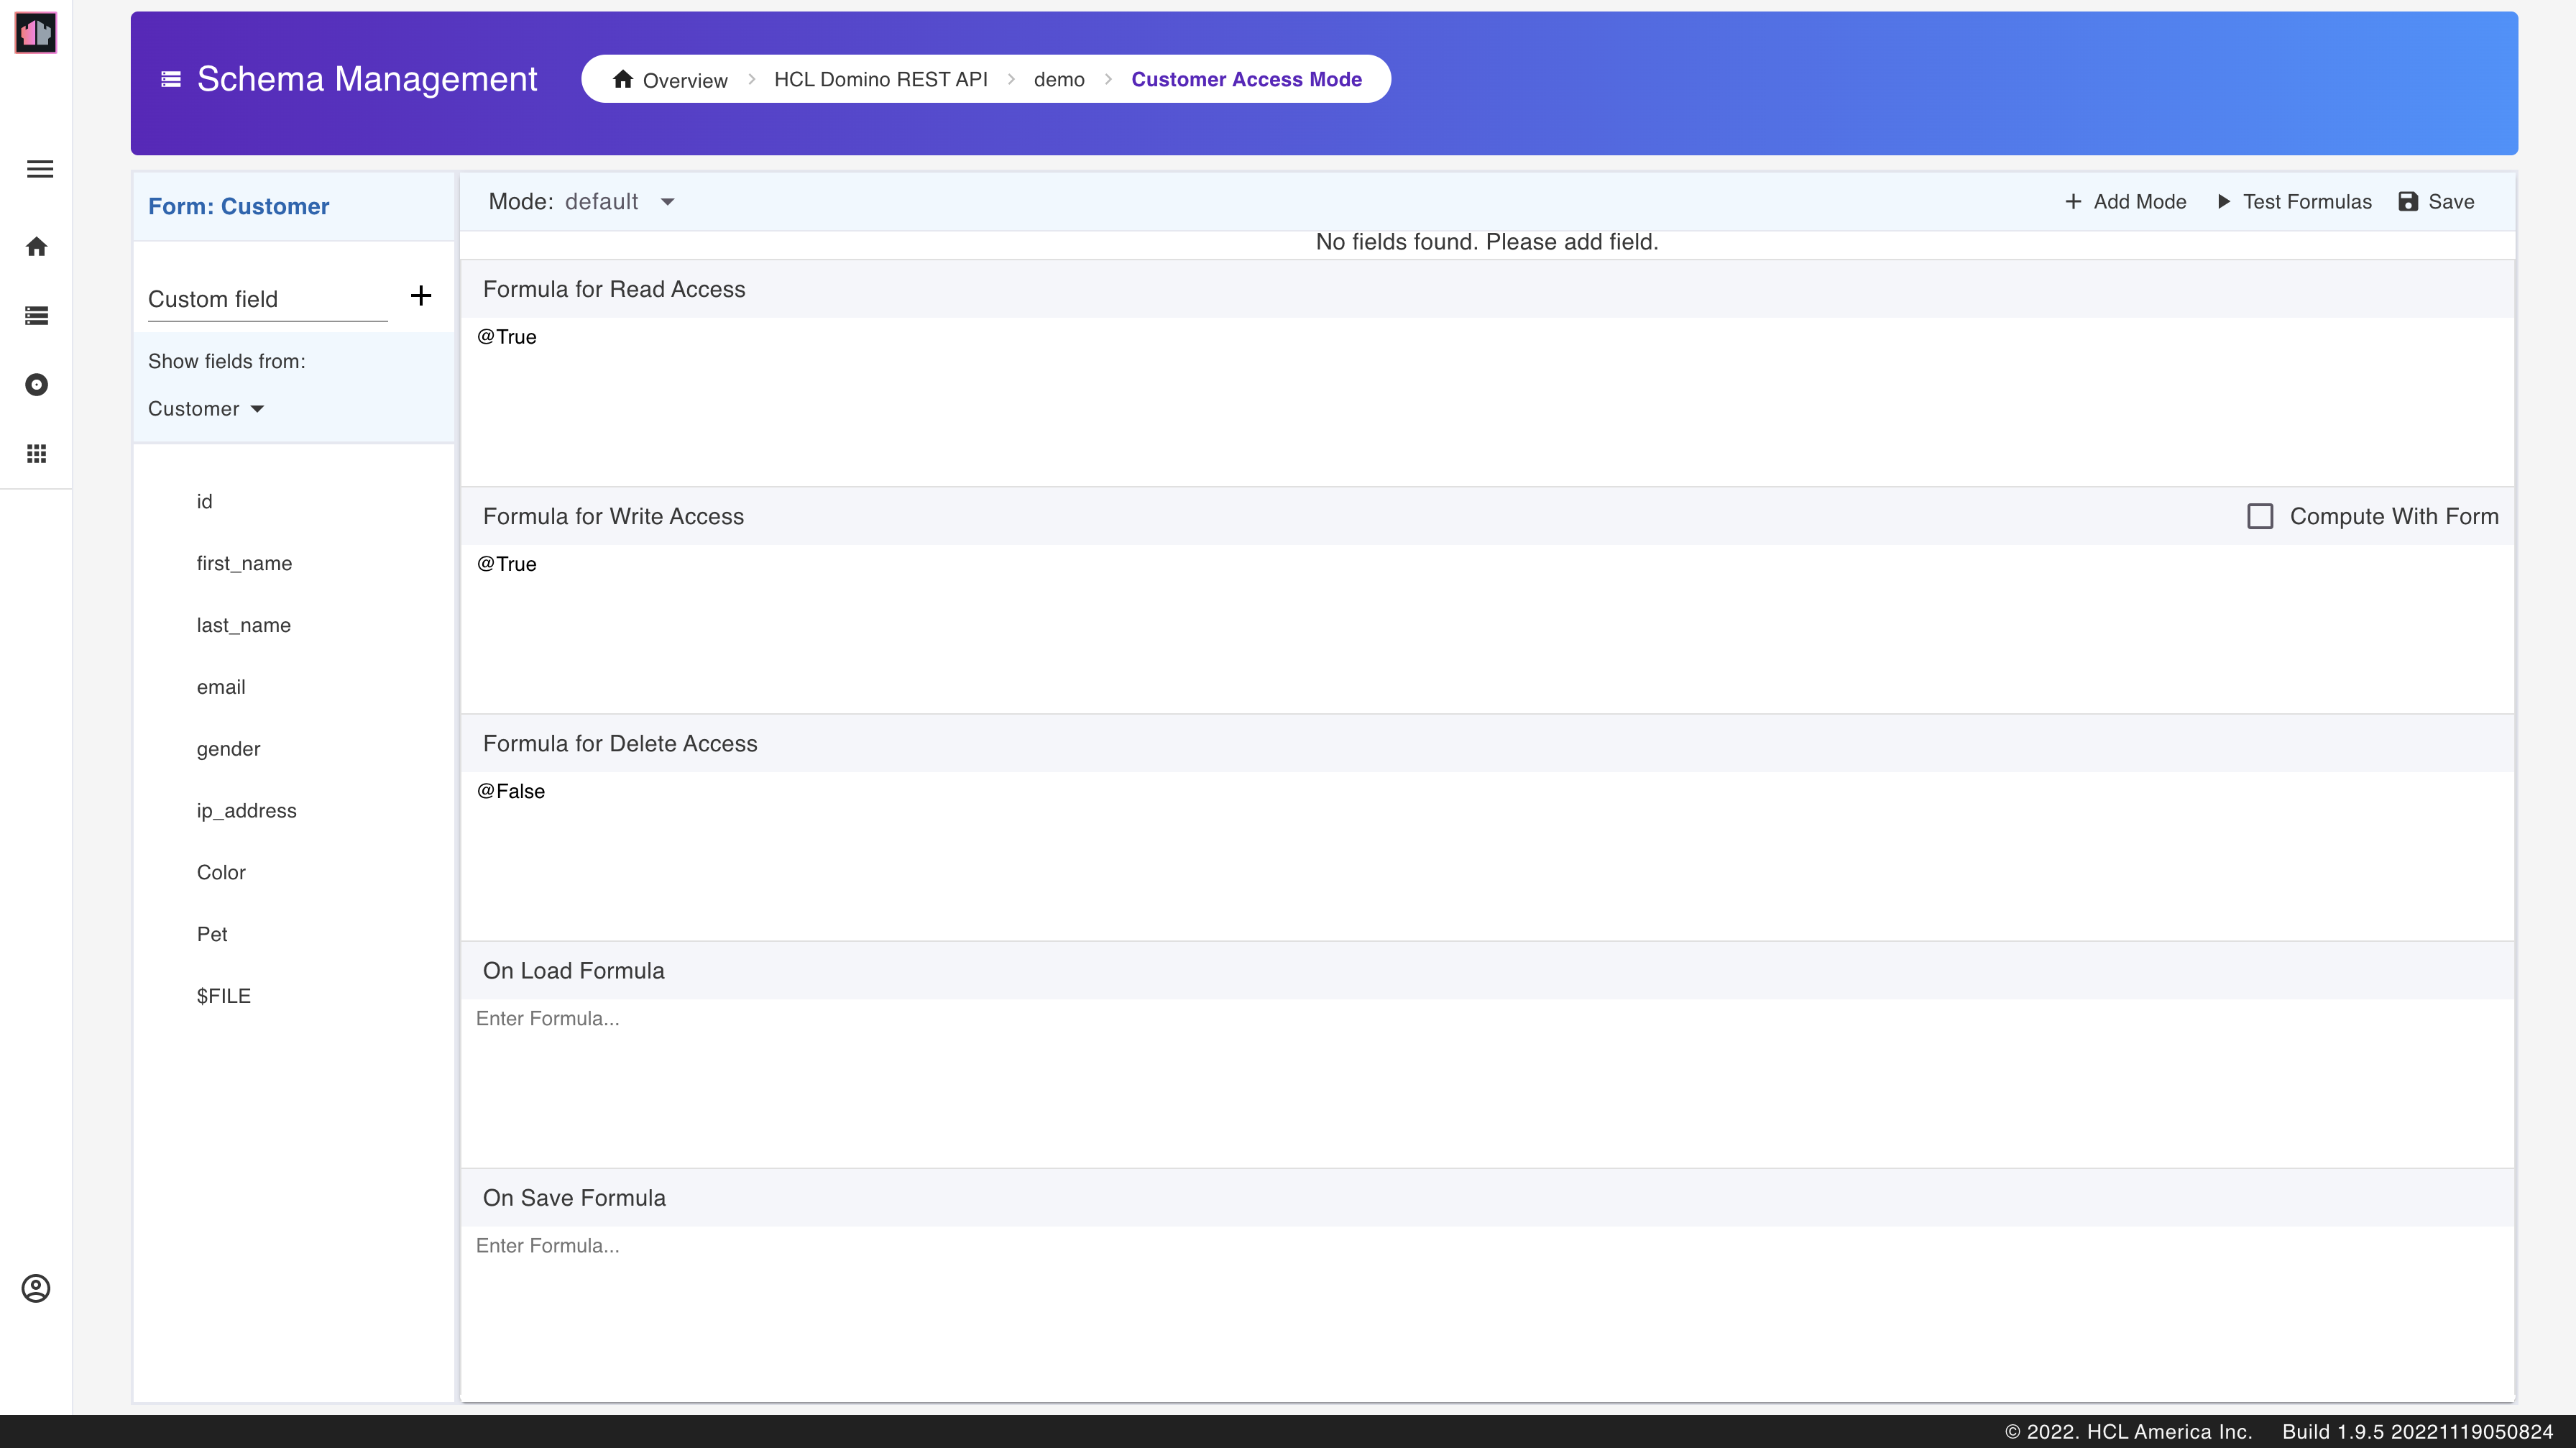 Schema Management
Overview > HCL Domino REST API > demo > Customer Access Mode
Form: Customer
Custom field
Show fields from:
Customer
id
first_name
last_name
email
gender
ip_address
Color
Pet
$FILE
Mode: default
+ Add Mode
Test Formulas
Save
No fields found. Please add field.
Formula for Read Access
@True
Formula for Write Access
Compute With Form
@True
Formula for Delete Access
@False
On Load Formula
Enter Formula...
On Save Formula
Enter Formula...
© 2022. HCL America Inc. Build 1.9.5 20221119050824